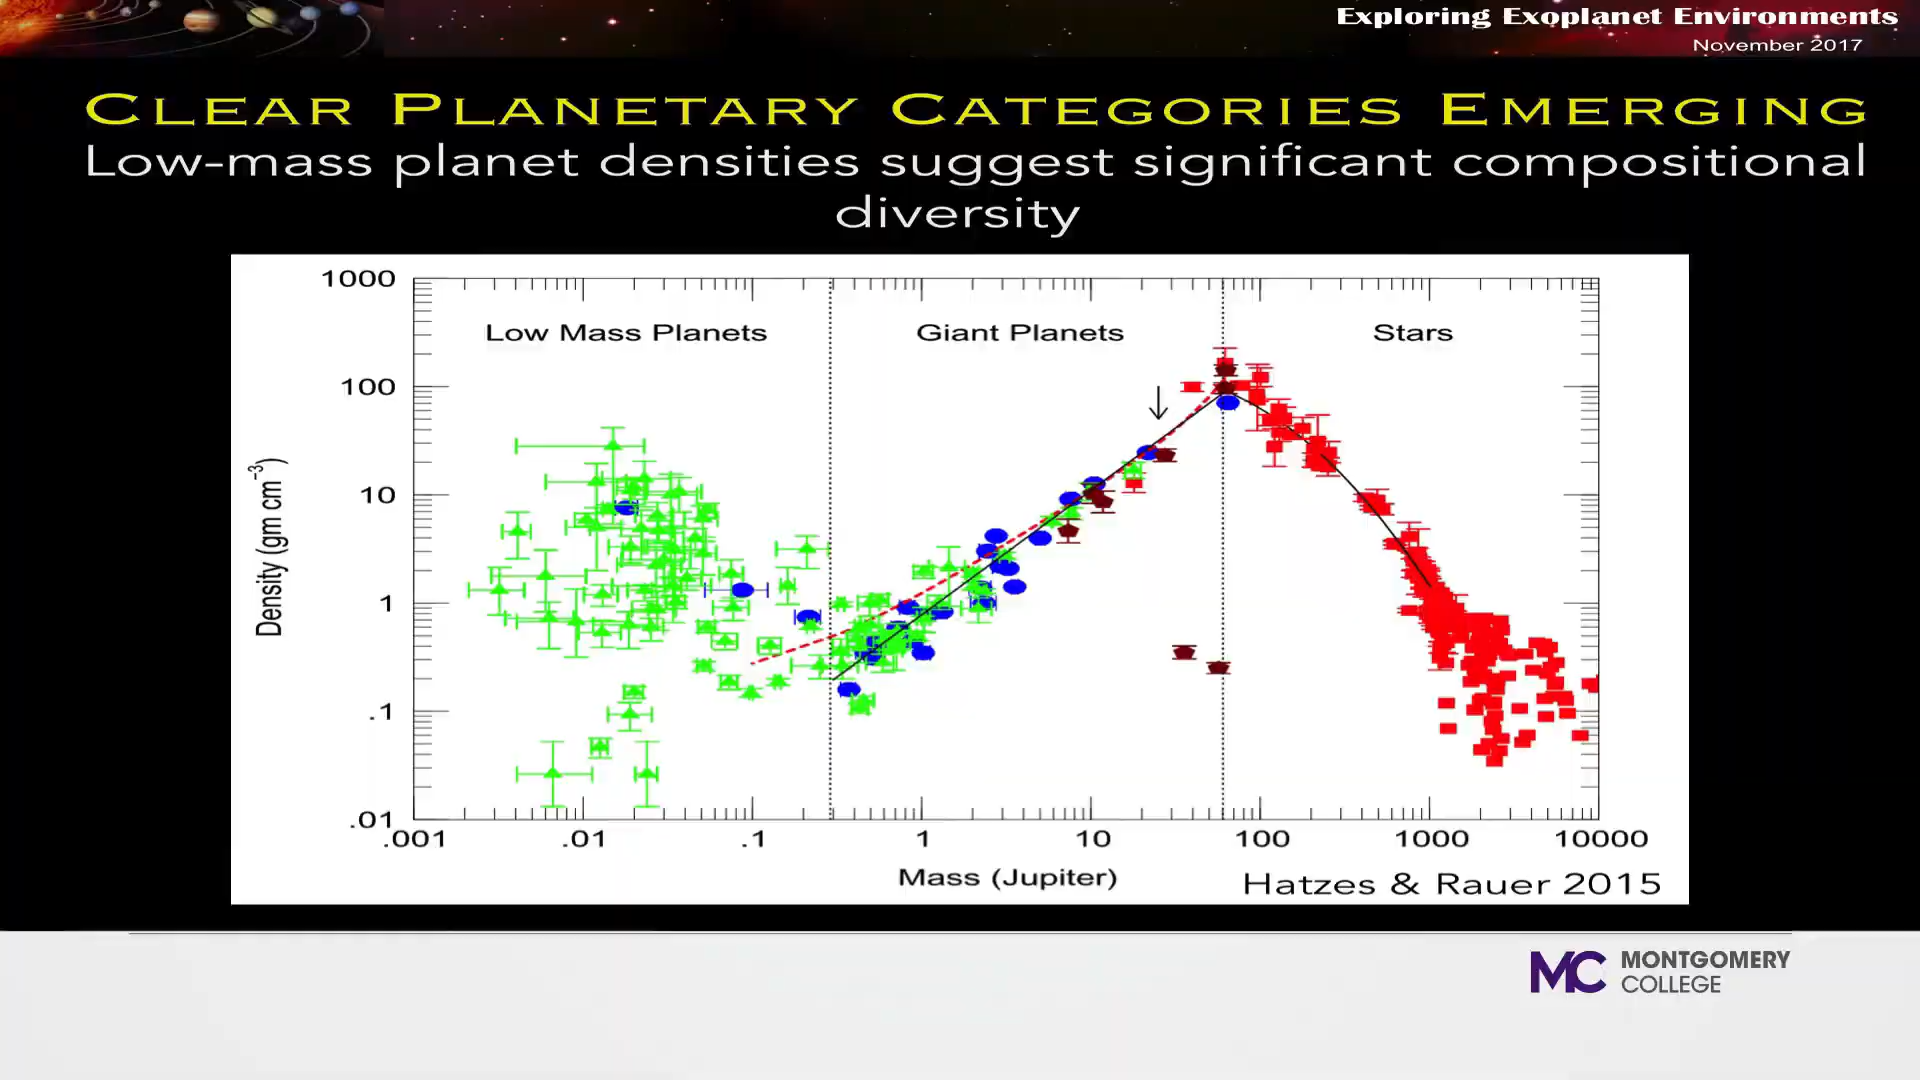 Exploring Exoplanet Environments
November 2017
CLEAR PLANETARY CATEGORIES EMERGING
Low-mass planet densities suggest significant compositional
diversity
1000
100
10
1
.1
.01
Density (gm cm⁻³)
Low Mass Planets
Giant Planets
Stars
.001
.01
.1
1
10
100
1000
10000
Mass (Jupiter)
Hatzes & Rauer 2015
MC
MONTGOMERY
COLLEGE